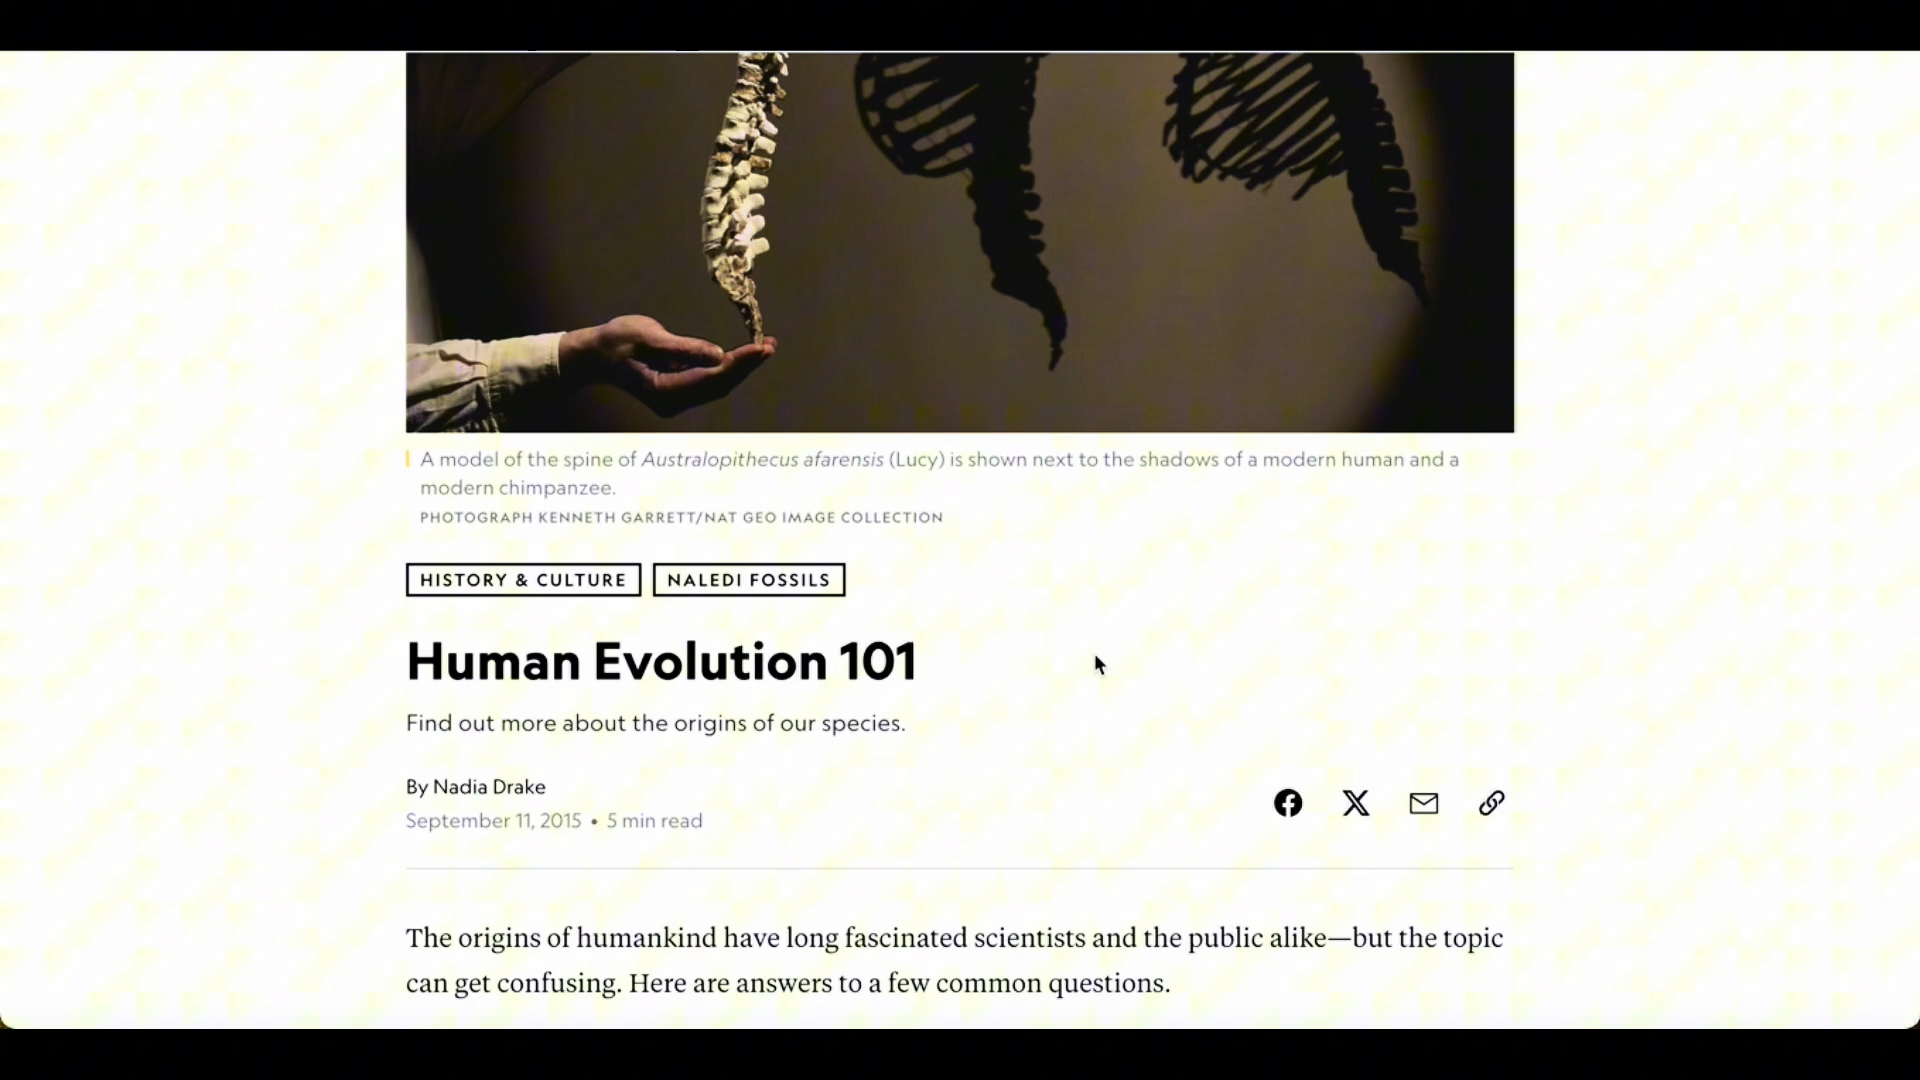 A model of the spine of Australopithecus afarensis (Lucy) is shown next to the shadows of a modern human and a
modern chimpanzee.
PHOTOGRAPH KENNETH GARRETT/NAT GEO IMAGE COLLECTION
HISTORY & CULTURE NALEDI FOSSILS
Human Evolution 101
Find out more about the origins of our species.
By Nadia Drake
September 11, 2015 • 5 min read
The origins of humankind have long fascinated scientists and the public alike—but the topic
can get confusing. Here are answers to a few common questions.